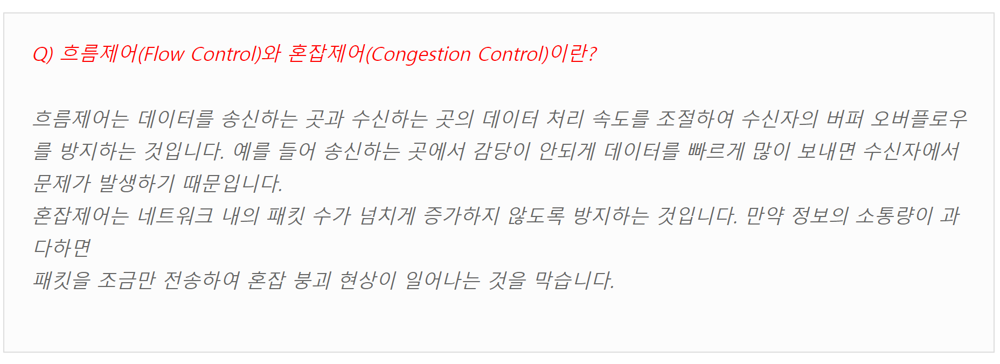 Q) 흐름제어(Flow Control)와 혼잡제어(Congestion Control)이란?
흐름제어는 데이터를 송신하는 곳과 수신하는 곳의 데이터 처리 속도를 조절하여 수신자의 버퍼 오버플로우
를 방지하는 것입니다. 예를 들어 송신하는 곳에서 감당이 안되게 데이터를 빠르게 많이 보내면 수신자에서
문제가 발생하기 때문입니다.
혼잡제어는 네트워크 내의 패킷 수가 넘치게 증가하지 않도록 방지하는 것입니다. 만약 정보의 소통량이 과
다하면
패킷을 조금만 전송하여 혼잡 붕괴 현상이 일어나는 것을 막습니다.